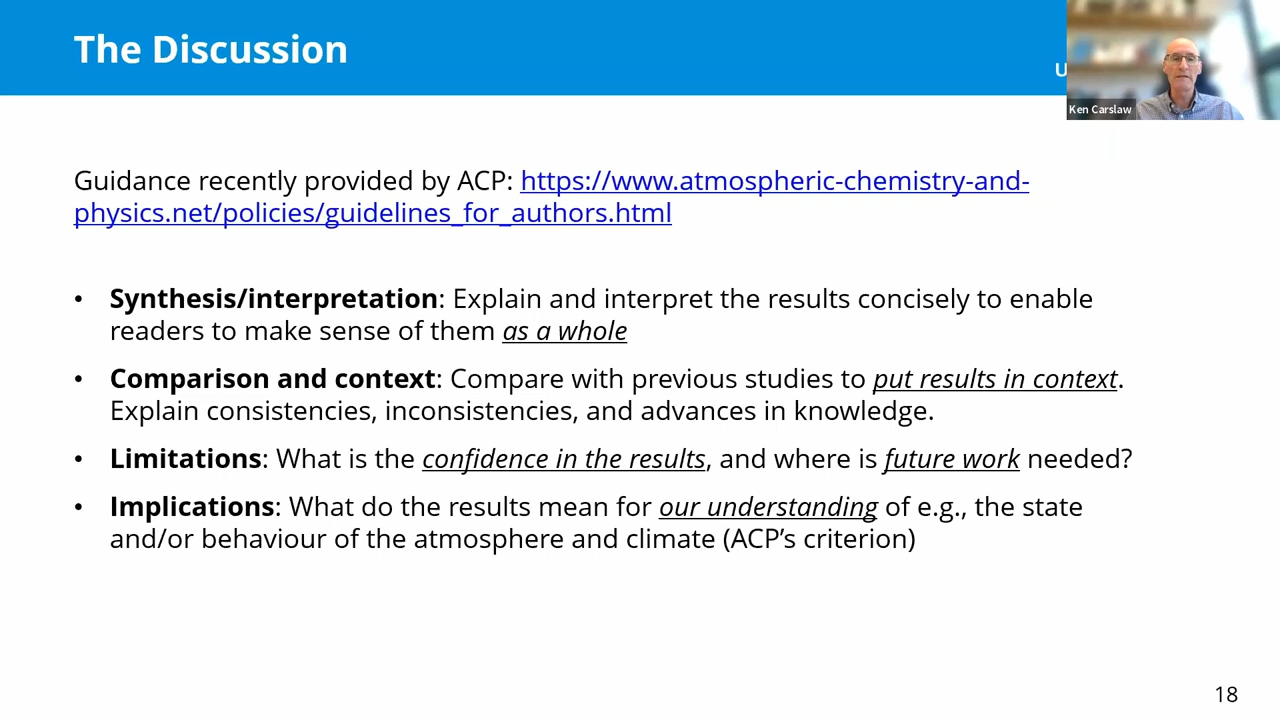 The Discussion
U
Ken Carslaw
Guidance recently provided by ACP: https://www.atmospheric-chemistry-and-
physics.net/policies/guidelines_for_authors.html
• Synthesis/interpretation: Explain and interpret the results concisely to enable
readers to make sense of them as a whole
• Comparison and context: Compare with previous studies to put results in context.
Explain consistencies, inconsistencies, and advances in knowledge.
• Limitations: What is the confidence in the results, and where is future work needed?
• Implications: What do the results mean for our understanding of e.g., the state
and/or behaviour of the atmosphere and climate (ACP’s criterion)
18